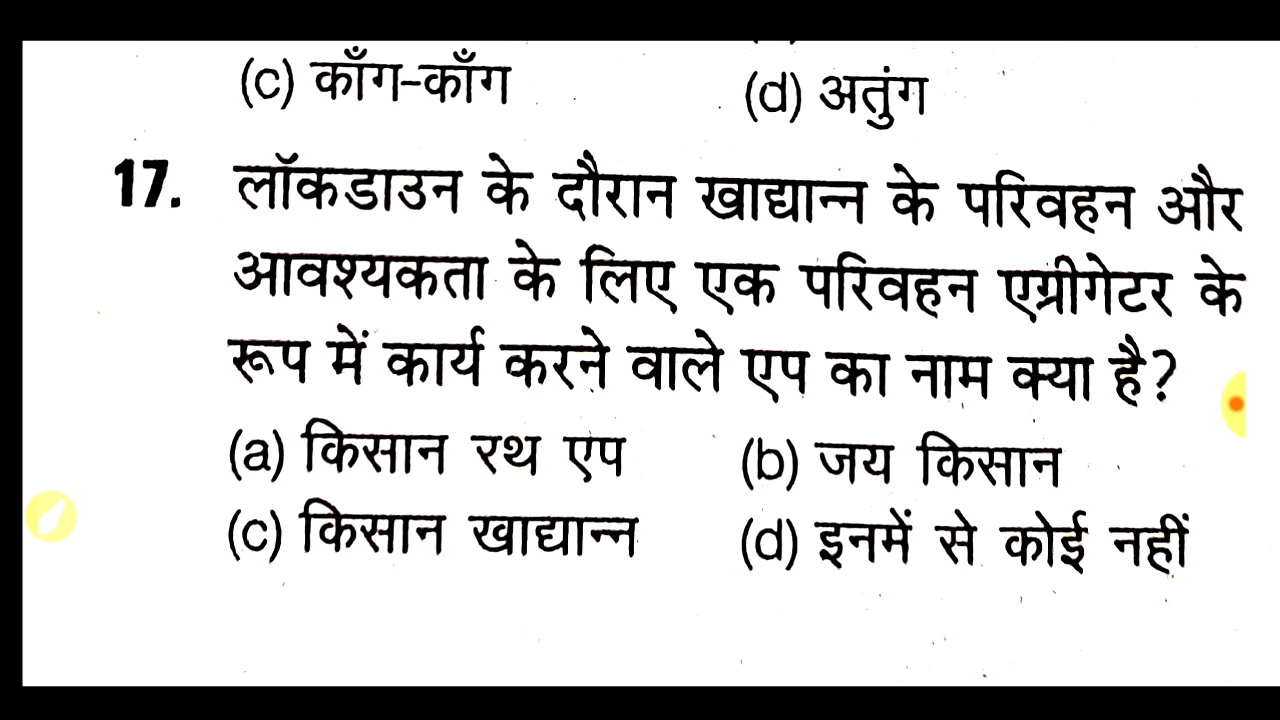 (c) काँग-काँग (d) अतुंग
17. लॉकडाउन के दौरान खाद्यान्न के परिवहन और
आवश्यकता के लिए एक परिवहन एग्रीगेटर के
रूप में कार्य करने वाले एप का नाम क्या है?
(a) किसान रथ एप (b) जय किसान
(c) किसान खाद्यान्न (d) इनमें से कोई नहीं